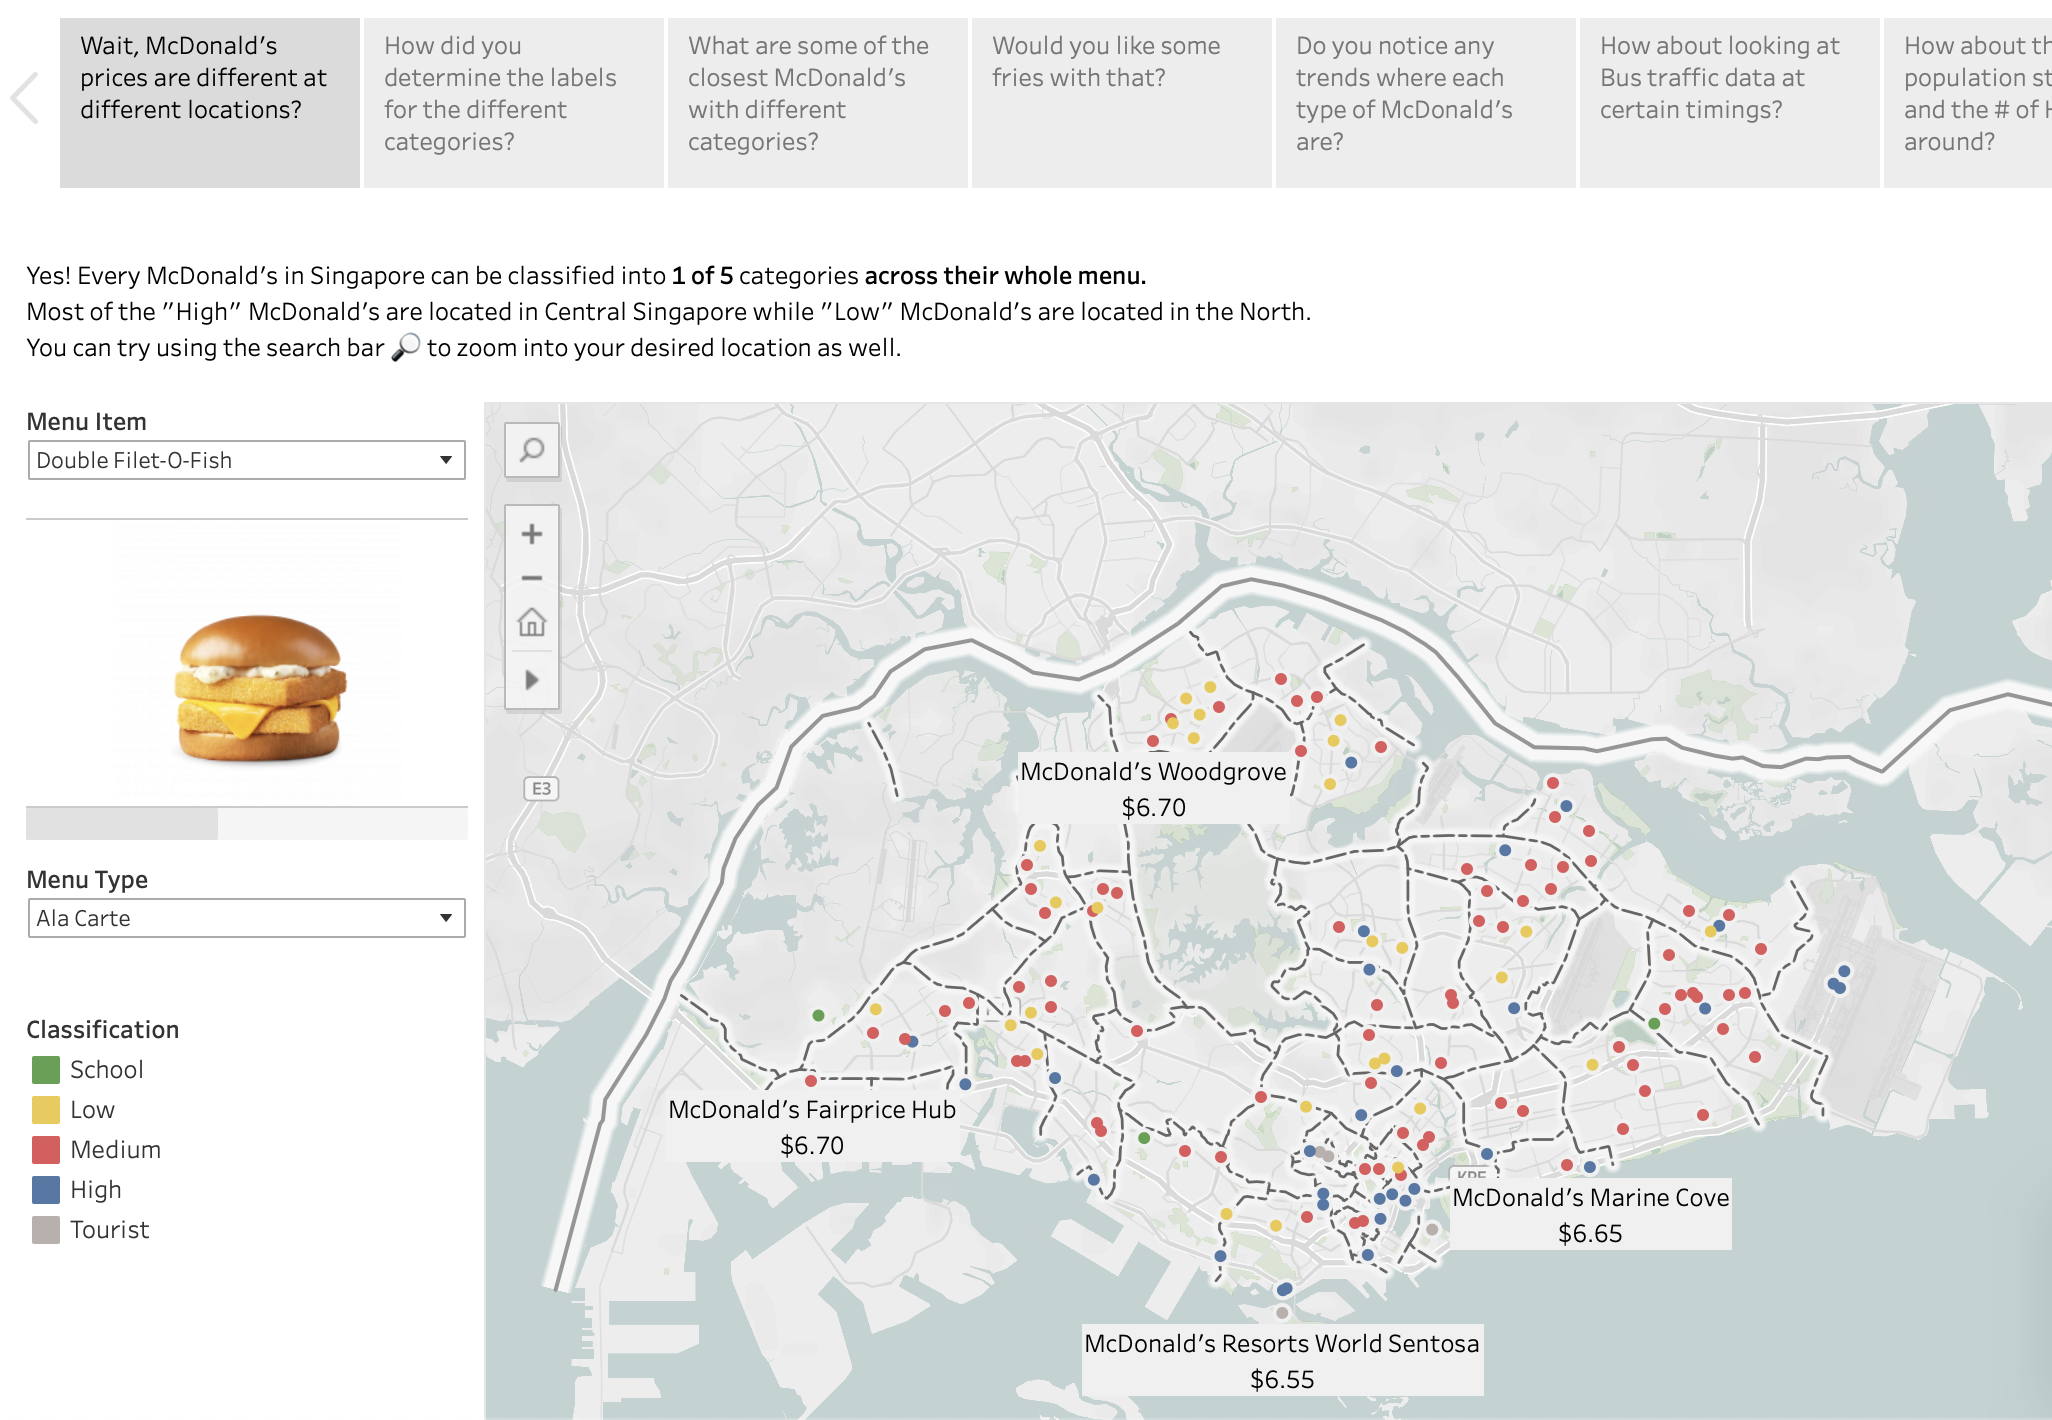 Wait, McDonald's
prices are different at
different locations?
How did you
determine the labels
for the different
categories?
What are some of the
closest McDonald's
with different
categories?
Would you like some
fries with that?
Do you notice any
trends where each
type of McDonald's
are?
How about looking at
Bus traffic data at
certain timings?
How about th
population st
and the # of H
around?
Yes! Every McDonald's in Singapore can be classified into 1 of 5 categories across their whole menu.
Most of the "High" McDonald's are located in Central Singapore while "Low" McDonald's are located in the North.
You can try using the search bar 🔎 to zoom into your desired location as well.
Menu Item
Double Filet-O-Fish
Menu Type
Ala Carte
Classification
School
Low
Medium
High
Tourist
E3
McDonald's Woodgrove
$6.70
McDonald's Fairprice Hub
$6.70
KPE
McDonald's Marine Cove
$6.65
McDonald's Resorts World Sentosa
$6.55